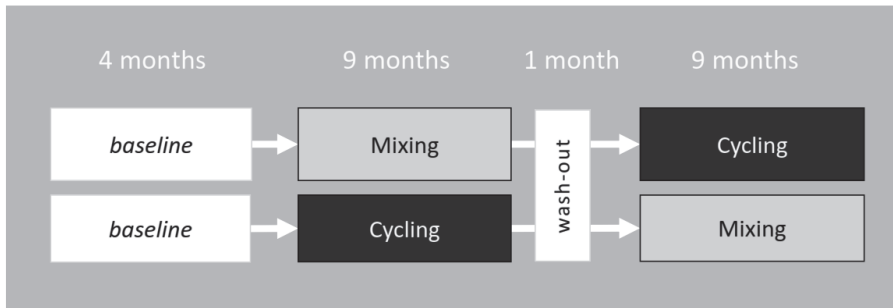 4 months 9 months 1 month 9 months
baseline Mixing Cycling
wash-out
baseline Cycling Mixing